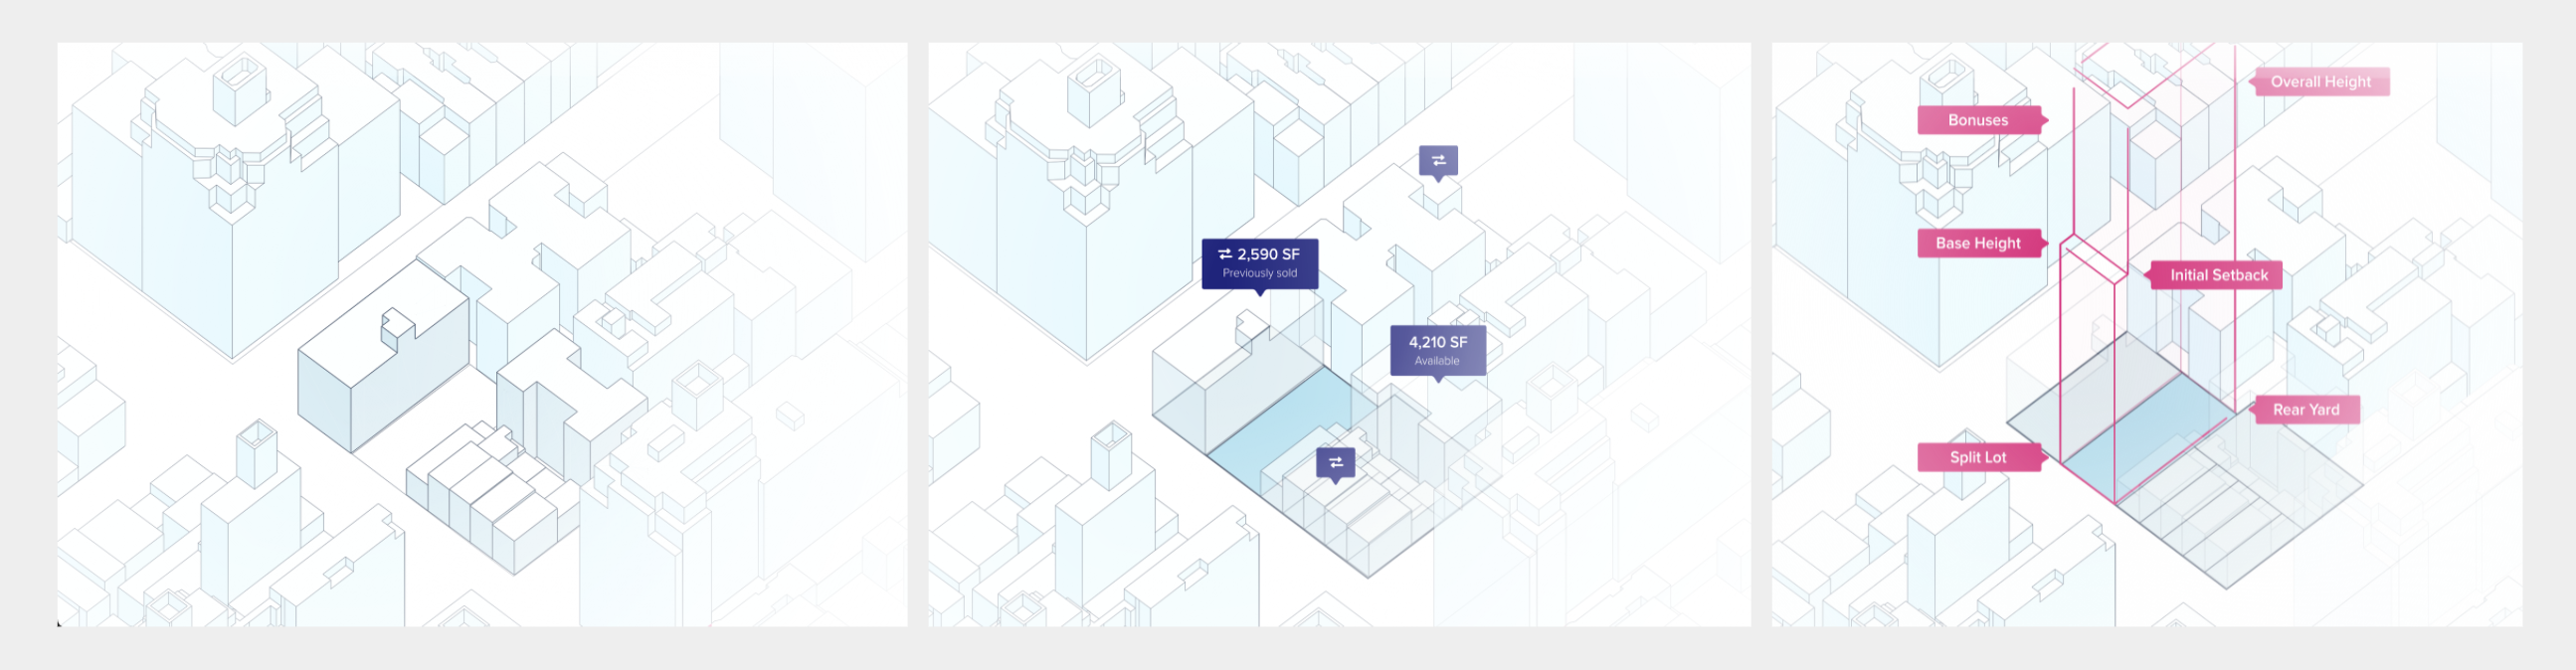 2,590 SF
Previously sold
4,210 SF
Available
Overall Height
Bonuses
Base Height
Initial Setback
Rear Yard
Split Lot